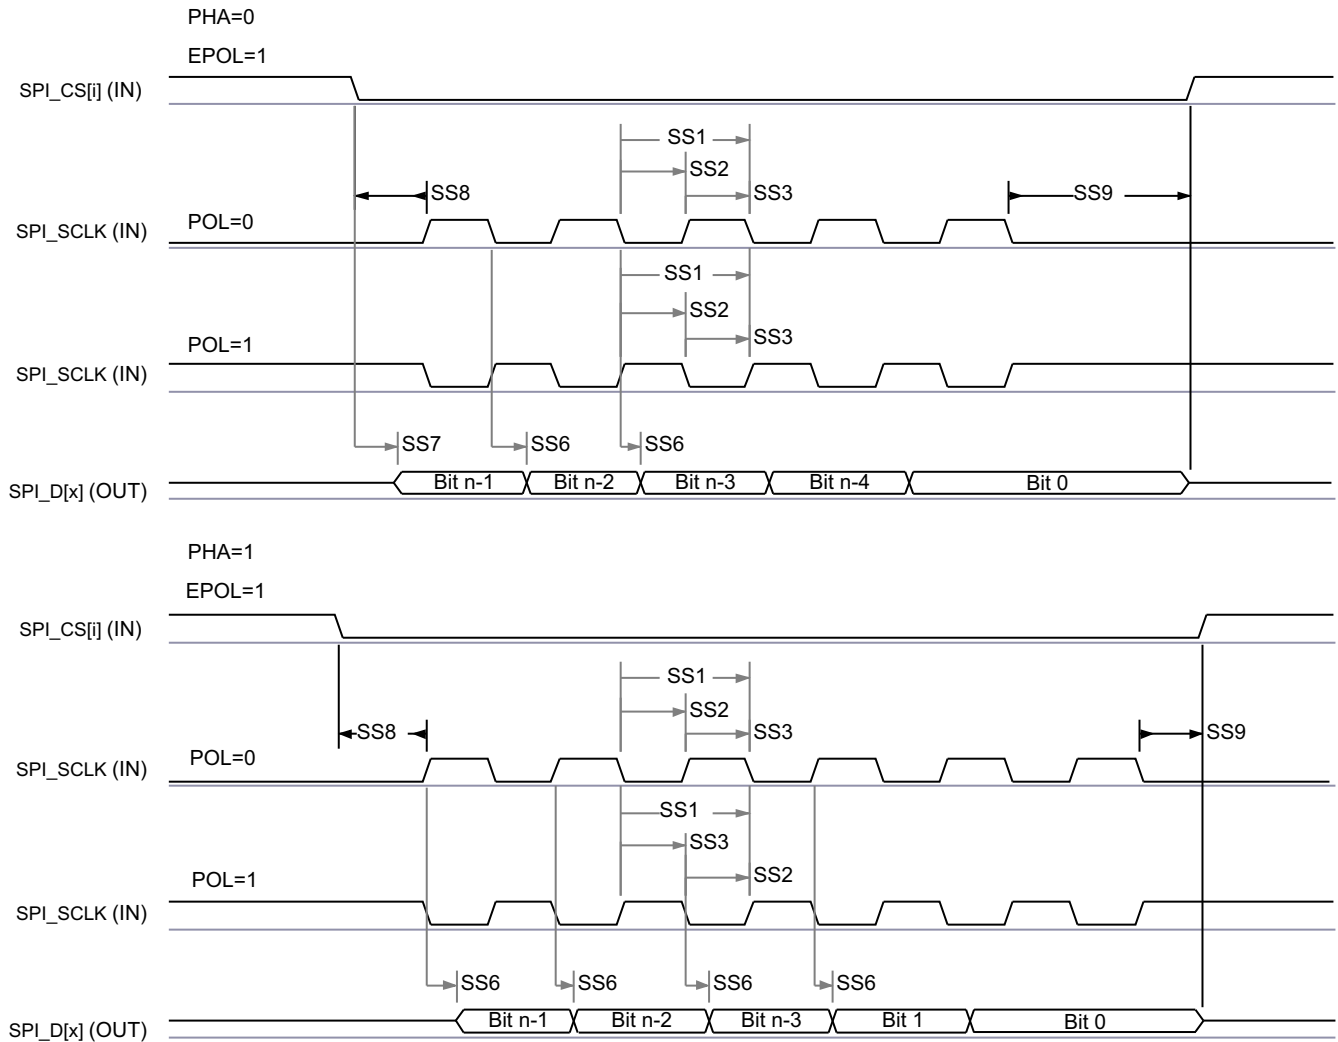 PHA=0
EPOL=1
SPI_CS[i] (IN)
SS1
SS2
SS8
SS3
SS9
POL=0
SPI_SCLK (IN)
SS1
SS2
SS3
POL=1
SPI_SCLK (IN)
SS7
SS6
SS6
SPI_D[x] (OUT)
Bit n-1
Bit n-2
Bit n-3
Bit n-4
Bit 0
PHA=1
EPOL=1
SPI_CS[i] (IN)
SS1
SS2
SS8
SS3
SS9
POL=0
SPI_SCLK (IN)
SS1
SS3
SS2
POL=1
SPI_SCLK (IN)
SS6
SS6
SS6
SS6
SPI_D[x] (OUT)
Bit n-1
Bit n-2
Bit n-3
Bit 1
Bit 0